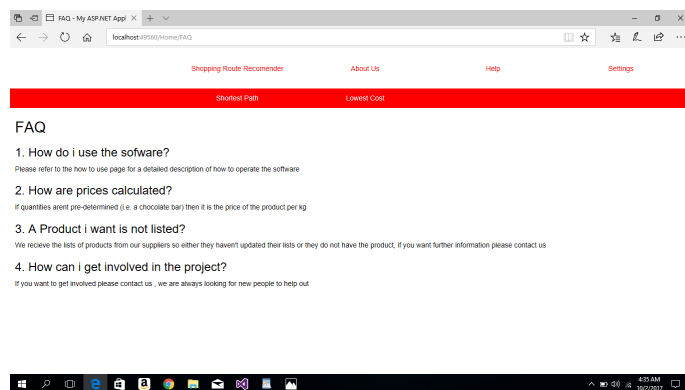 FAQ - My ASP.NET Appl
localhost:49560/Home/FAQ
Shopping Route Recomender About Us Help Settings
Shortest Path Lowest Cost
FAQ
1. How do i use the sofware?
Please refer to the how to use page for a detailed description of how to operate the software
2. How are prices calculated?
If quantities arent pre-determined (i.e. a chocolate bar) then it is the price of the product per kg
3. A Product i want is not listed?
We recieve the lists of products from our suppliers so either they haven't updated their lists or they do not have the product, if you want further information please contact us
4. How can i get involved in the project?
If you want to get involved please contact us , we are always looking for new people to help out
4:35 AM
10/2/2017